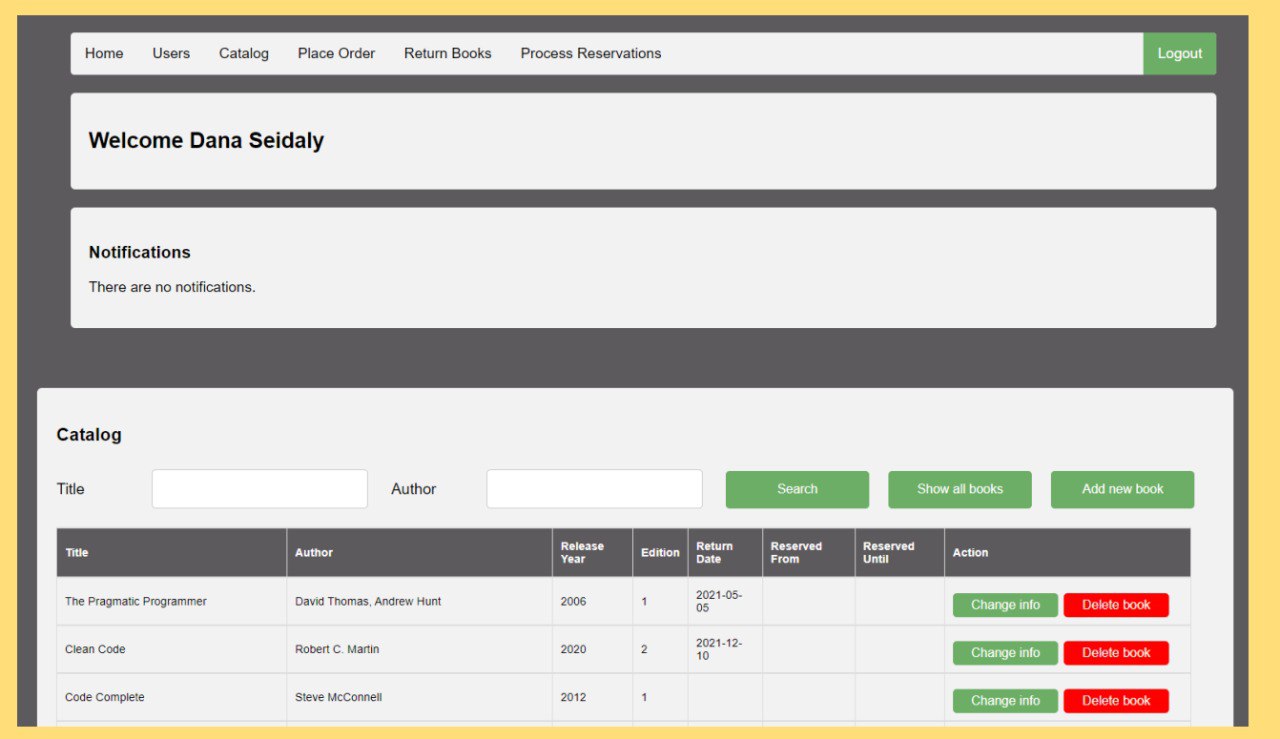 Home Users Catalog Place Order Return Books Process Reservations Logout
Welcome Dana Seidaly
Notifications
There are no notifications.
Catalog
Title Author Search Show all books Add new book
Title Author Release Year Edition Return Date Reserved From Reserved Until Action
The Pragmatic Programmer David Thomas, Andrew Hunt 2006 1 2021-05-05 Change info Delete book
Clean Code Robert C. Martin 2020 2 2021-12-10 Change info Delete book
Code Complete Steve McConnell 2012 1 Change info Delete book